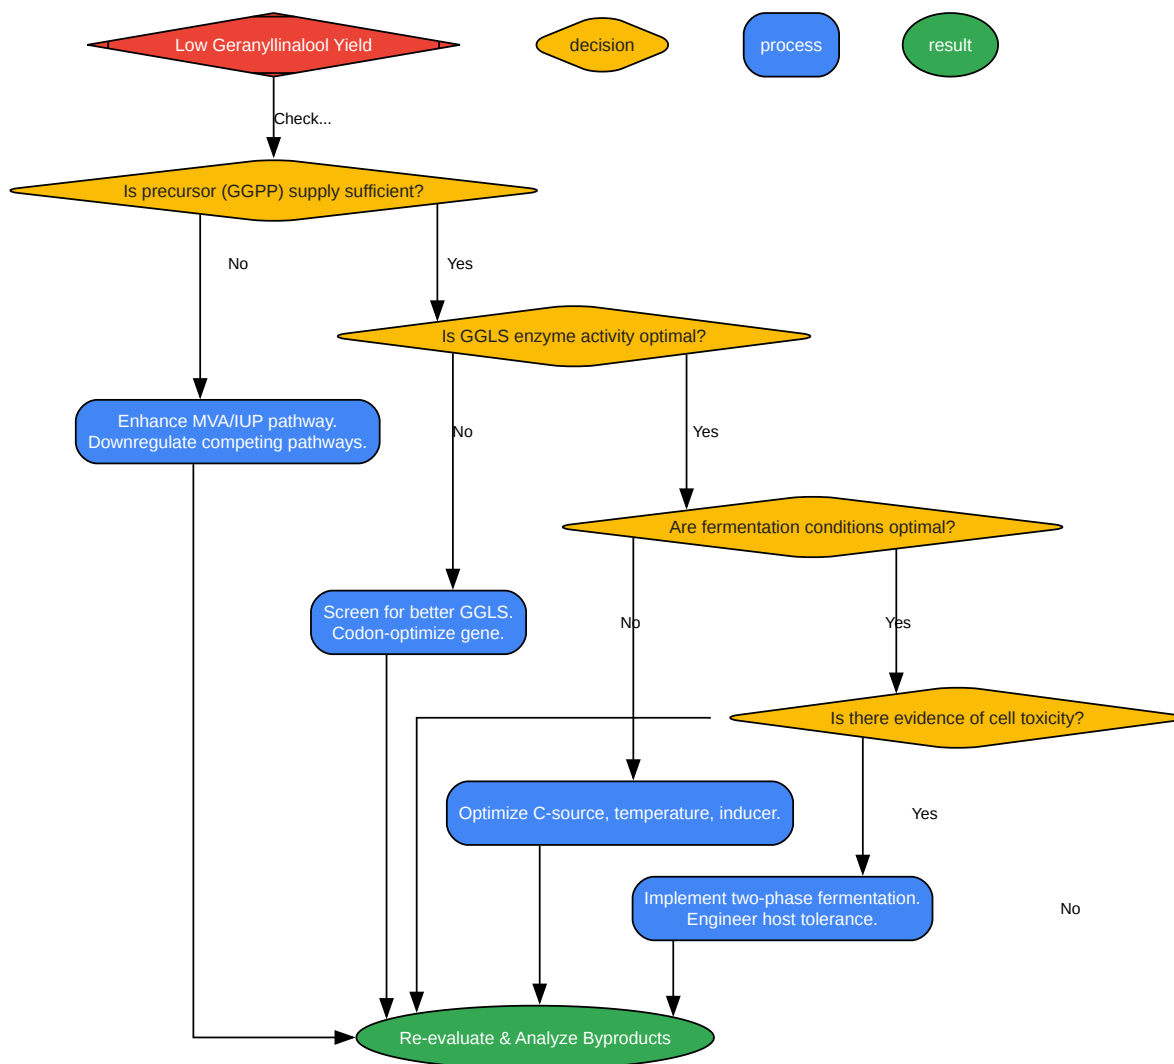 Low Geranyllinalool Yield
decision
process
result
Check...
Is precursor (GGPP) supply sufficient?
No
Yes
Is GGLS enzyme activity optimal?
Enhance MVA/IUP pathway.
Downregulate competing pathways.
No
Yes
Are fermentation conditions optimal?
Screen for better GGLS.
Codon-optimize gene.
No
Yes
Is there evidence of cell toxicity?
Optimize C-source, temperature, inducer.
Yes
Implement two-phase fermentation.
Engineer host tolerance.
No
Re-evaluate & Analyze Byproducts